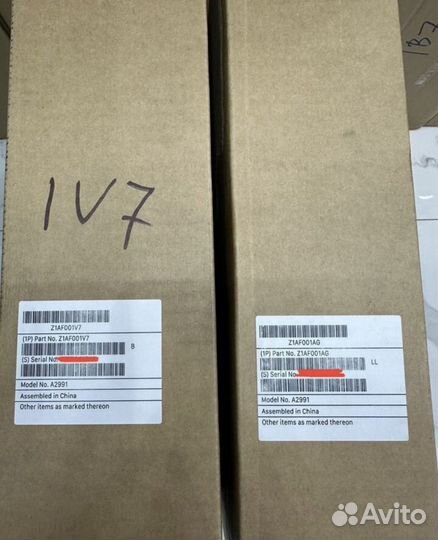 1B7
1V7
Z1AF001V7
(1P) Part No. Z1AF001V7
B
(S) Serial No.
Model No. A2991
Assembled in China
Other items as marked thereon
Z1AF001AG
(1P) Part No. Z1AF001AG
LL
(S) Serial No.
Model No. A2991
Assembled in China
Other items as marked thereon
Avito